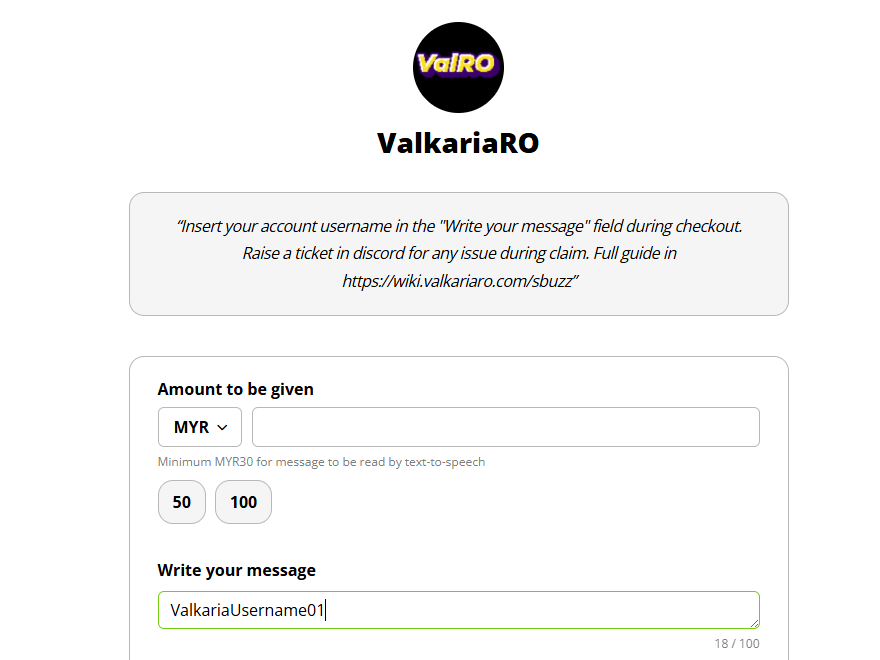 ValRO
ValkariaRO
“Insert your account username in the "Write your message" field during checkout.
Raise a ticket in discord for any issue during claim. Full guide in
https://wiki.valkariaro.com/sbuzz”
Amount to be given
MYR
Minimum MYR30 for message to be read by text-to-speech
50 100
Write your message
ValkariaUsername01
18 / 100